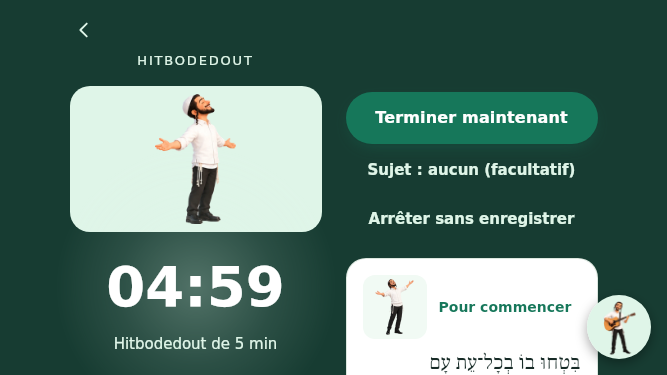 HITBODEDOUT
04:59
Hitbodedout de 5 min
Terminer maintenant
Sujet : aucun (facultatif)
Arrêter sans enregistrer
Pour commencer
בִּטְחוּ בוֹ בְכָל־עֵת עָם